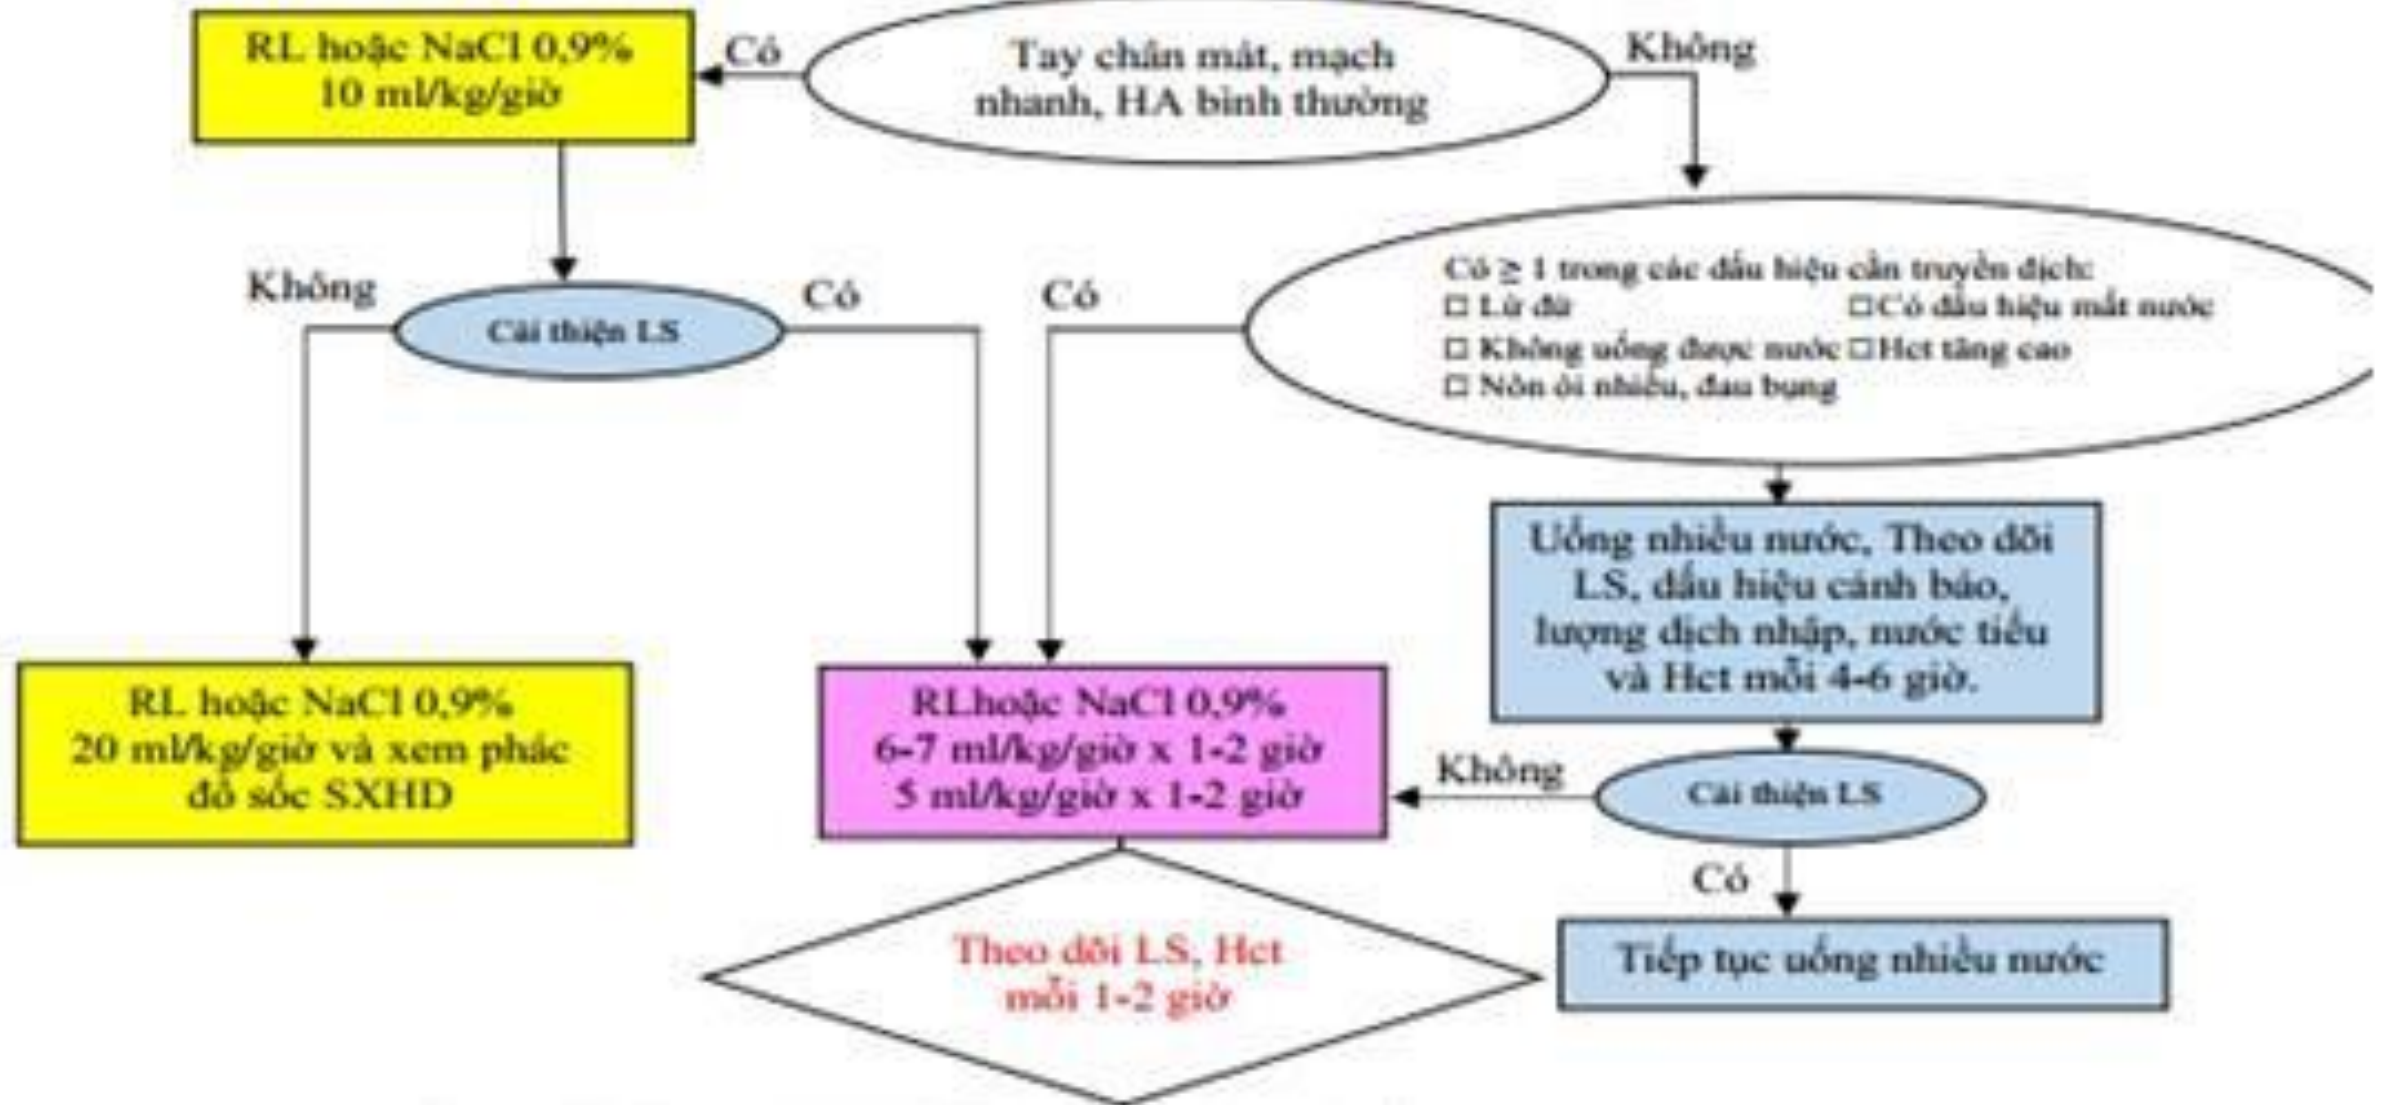 RL hoặc NaCl 0,9%
10 ml/kg/giờ
Có
Tay chân mát, mạch
nhanh, HA bình thường
Không
Không
Cải thiện LS
Có
Có
Có ≥ 1 trong các dấu hiệu cần truyền dịch:
□ Lừ đừ □Có dấu hiệu mất nước
□ Không uống được nước □Hct tăng cao
□ Nôn ói nhiều, đau bụng
Uống nhiều nước, Theo dõi
LS, dấu hiệu cảnh báo,
lượng dịch nhập, nước tiểu
và Hct mỗi 4-6 giờ.
RL hoặc NaCl 0,9%
20 ml/kg/giờ và xem phác
đồ sốc SXHD
RLhoặc NaCl 0,9%
6-7 ml/kg/giờ x 1-2 giờ
5 ml/kg/giờ x 1-2 giờ
Không
Cải thiện LS
Có
Theo dõi LS, Hct
mỗi 1-2 giờ
Tiếp tục uống nhiều nước